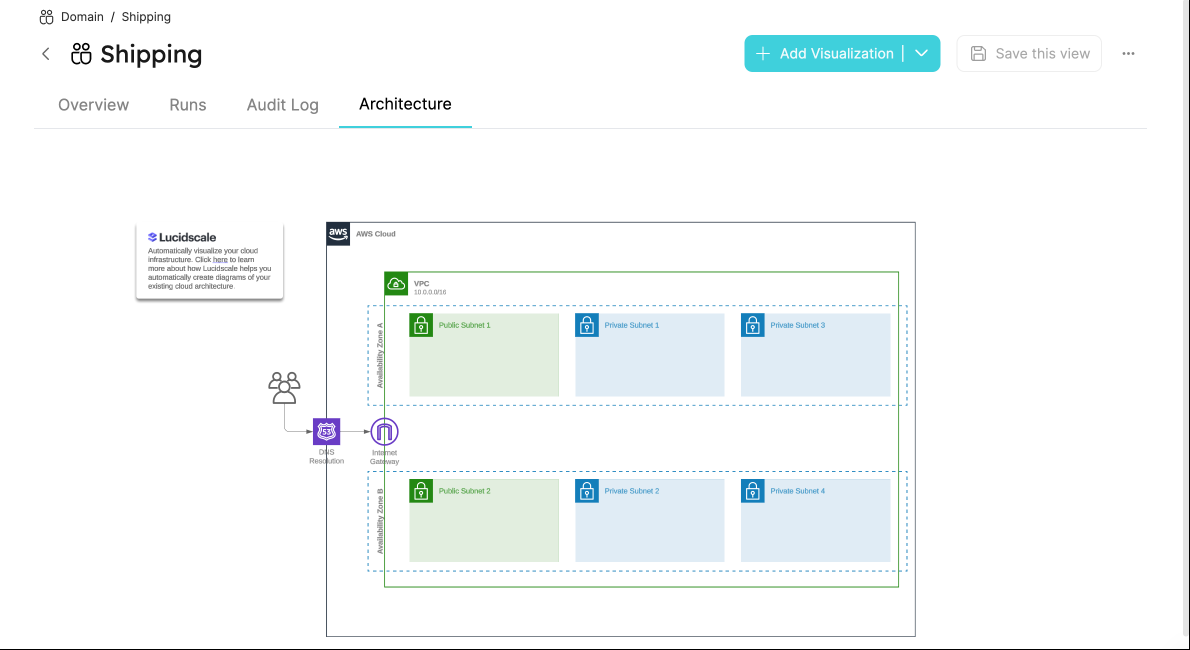 Domain / Shipping
Shipping
Add Visualization
Save this view
Overview Runs Audit Log Architecture
Lucidscale
Automatically visualize your cloud
infrastructure. Click here to learn
more about how Lucidscale helps you
automatically create diagrams of your
existing cloud architecture.
aws AWS Cloud
VPC
10.0.0.0/16
Availability Zone A
Public Subnet 1 Private Subnet 1 Private Subnet 3
53
DNS
Resolution
Internet
Gateway
Availability Zone B
Public Subnet 2 Private Subnet 2 Private Subnet 4